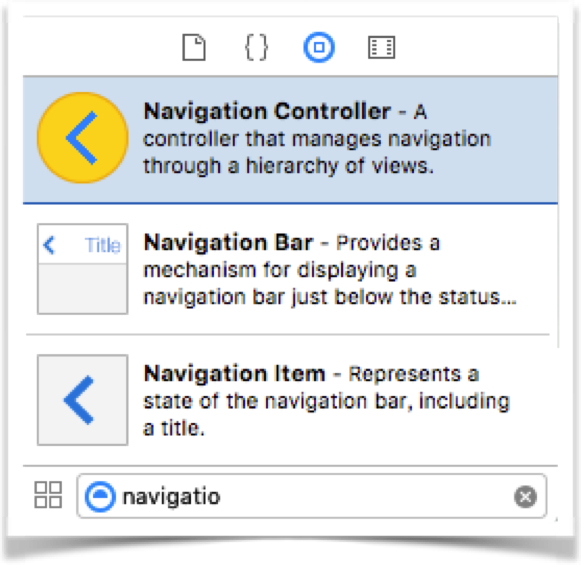 { }
Navigation Controller - A
controller that manages navigation
through a hierarchy of views.
Title
Navigation Bar - Provides a
mechanism for displaying a
navigation bar just below the status...
Navigation Item - Represents a
state of the navigation bar, including
a title.
navigatio